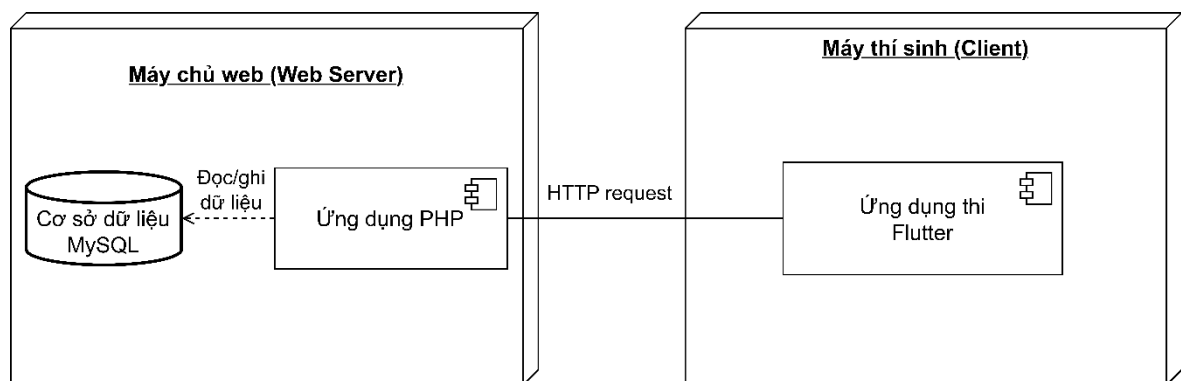 Máy chủ web (Web Server)
Đọc/ghi
dữ liệu
Cơ sở dữ liệu
MySQL
Ứng dụng PHP
HTTP request
Máy thí sinh (Client)
Ứng dụng thi
Flutter